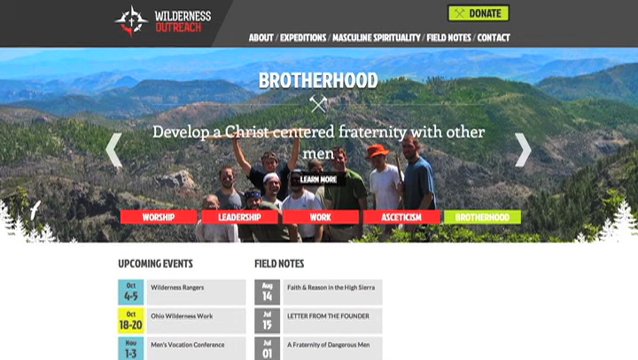 WILDERNESS
OUTREACH
DONATE
ABOUT / EXPEDITIONS / MASCULINE SPIRITUALITY / FIELD NOTES / CONTACT
BROTHERHOOD
Develop a Christ centered fraternity with other
men
LEARN MORE
WORSHIP LEADERSHIP WORK ASCETICISM BROTHERHOOD
UPCOMING EVENTS
Oct
4-5
Wilderness Rangers
Oct
18-20
Ohio Wilderness Work
Nov
1-3
Men's Vocation Conference
FIELD NOTES
Aug
14
Faith & Reason in the High Sierra
Jul
15
LETTER FROM THE FOUNDER
Jul
01
A Fraternity of Dangerous Men